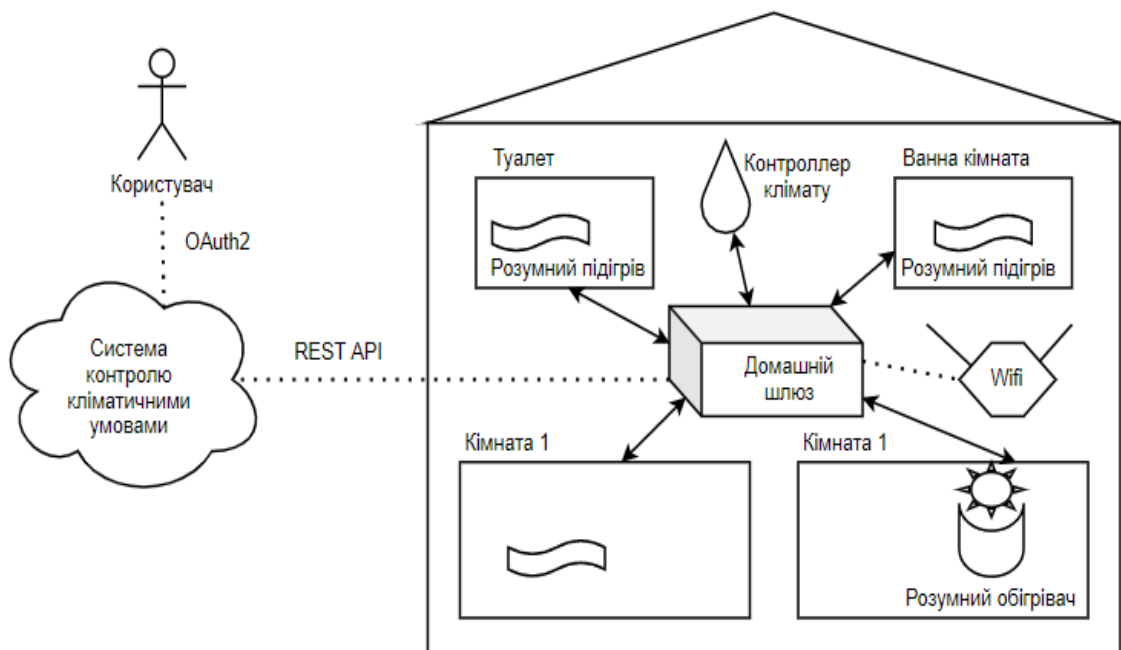 Користувач
OAuth2
Система
контролю
кліматичними
умовами
REST API
Туалет
Розумний підігрів
Контроллер
клімату
Ванна кімната
Розумний підігрів
Домашній
шлюз
Wifi
Кімната 1
Кімната 1
Розумний обігрівач